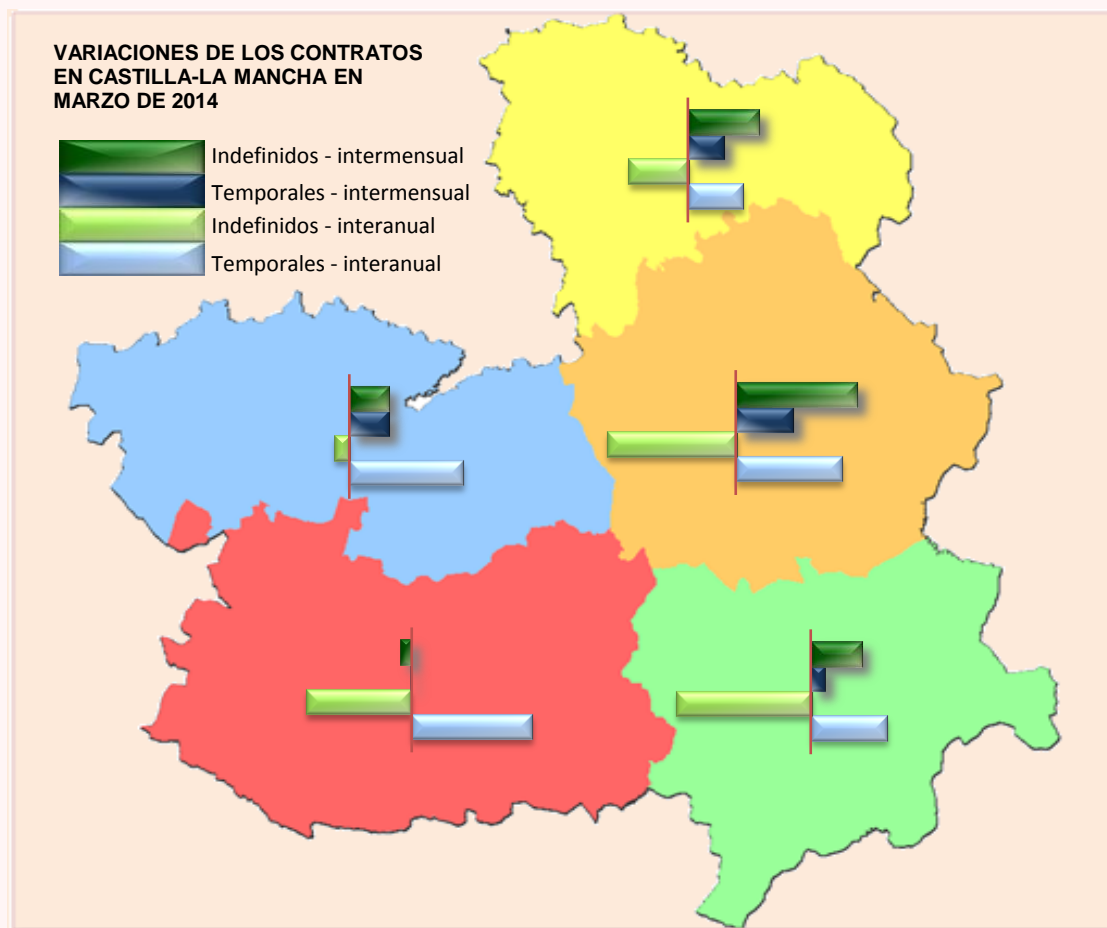 VARIACIONES DE LOS CONTRATOS
EN CASTILLA-LA MANCHA EN
MARZO DE 2014
Indefinidos - intermensual
Temporales - intermensual
Indefinidos - interanual
Temporales - interanual